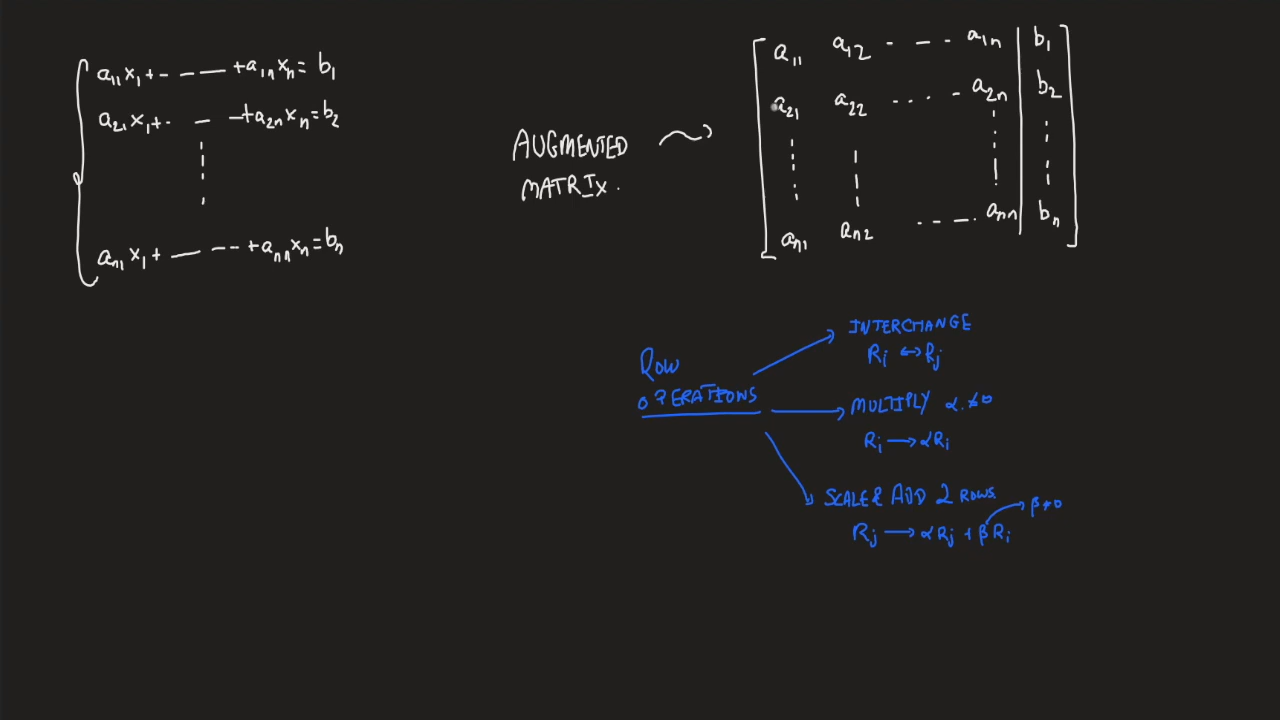 a₁₁x₁+- - — +a₁ₙxₙ= b₁
a₂₁x₁+- — —+a₂ₙxₙ=b₂
aₙ₁x₁+ — - - -+aₙₙxₙ=bₙ
AUGMENTED
MATRIX.
a₁₁ a₁₂ - - - - a₁ₙ | b₁
a₂₁ a₂₂ - - - - a₂ₙ | b₂
aₙ₁ aₙ₂ - - - . aₙₙ | bₙ
ROW
OPERATIONS
INTERCHANGE
Rᵢ ↔ Rⱼ
MULTIPLY α ≠ 0
Rᵢ → αRᵢ
SCALE & ADD 2 ROWS.
Rⱼ → αRⱼ + βRᵢ
β≠0